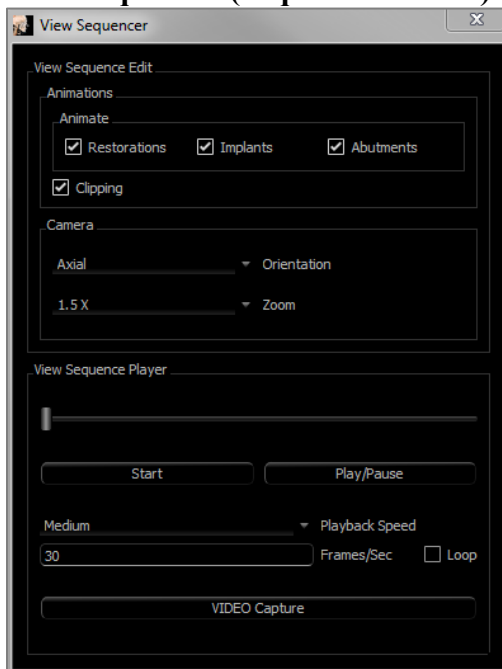 View Sequencer
View Sequence Edit
Animations
Animate
Restorations Implants Abutments
Clipping
Camera
Axial Orientation
1.5 X Zoom
View Sequence Player
Start Play/Pause
Medium Playback Speed
30 Frames/Sec Loop
VIDEO Capture